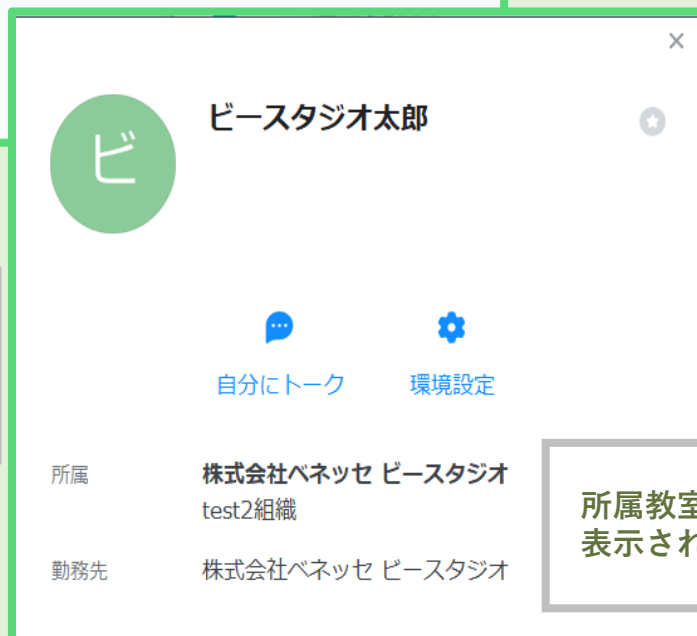 ビースタジオ太郎
ビ
自分にトーク
環境設定
所属
株式会社ベネッセ ビースタジオ
test2組織
勤務先
株式会社ベネッセ ビースタジオ
所属教室
表示され